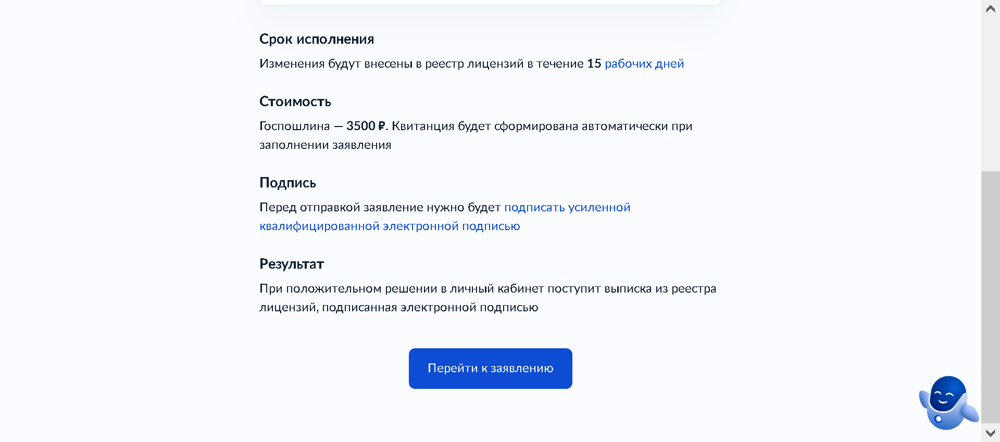 Срок исполнения
Изменения будут внесены в реестр лицензий в течение 15 рабочих дней
Стоимость
Госпошлина — 3500 ₽. Квитанция будет сформирована автоматически при
заполнении заявления
Подпись
Перед отправкой заявление нужно будет подписать усиленной
квалифицированной электронной подписью
Результат
При положительном решении в личный кабинет поступит выписка из реестра
лицензий, подписанная электронной подписью
Перейти к заявлению